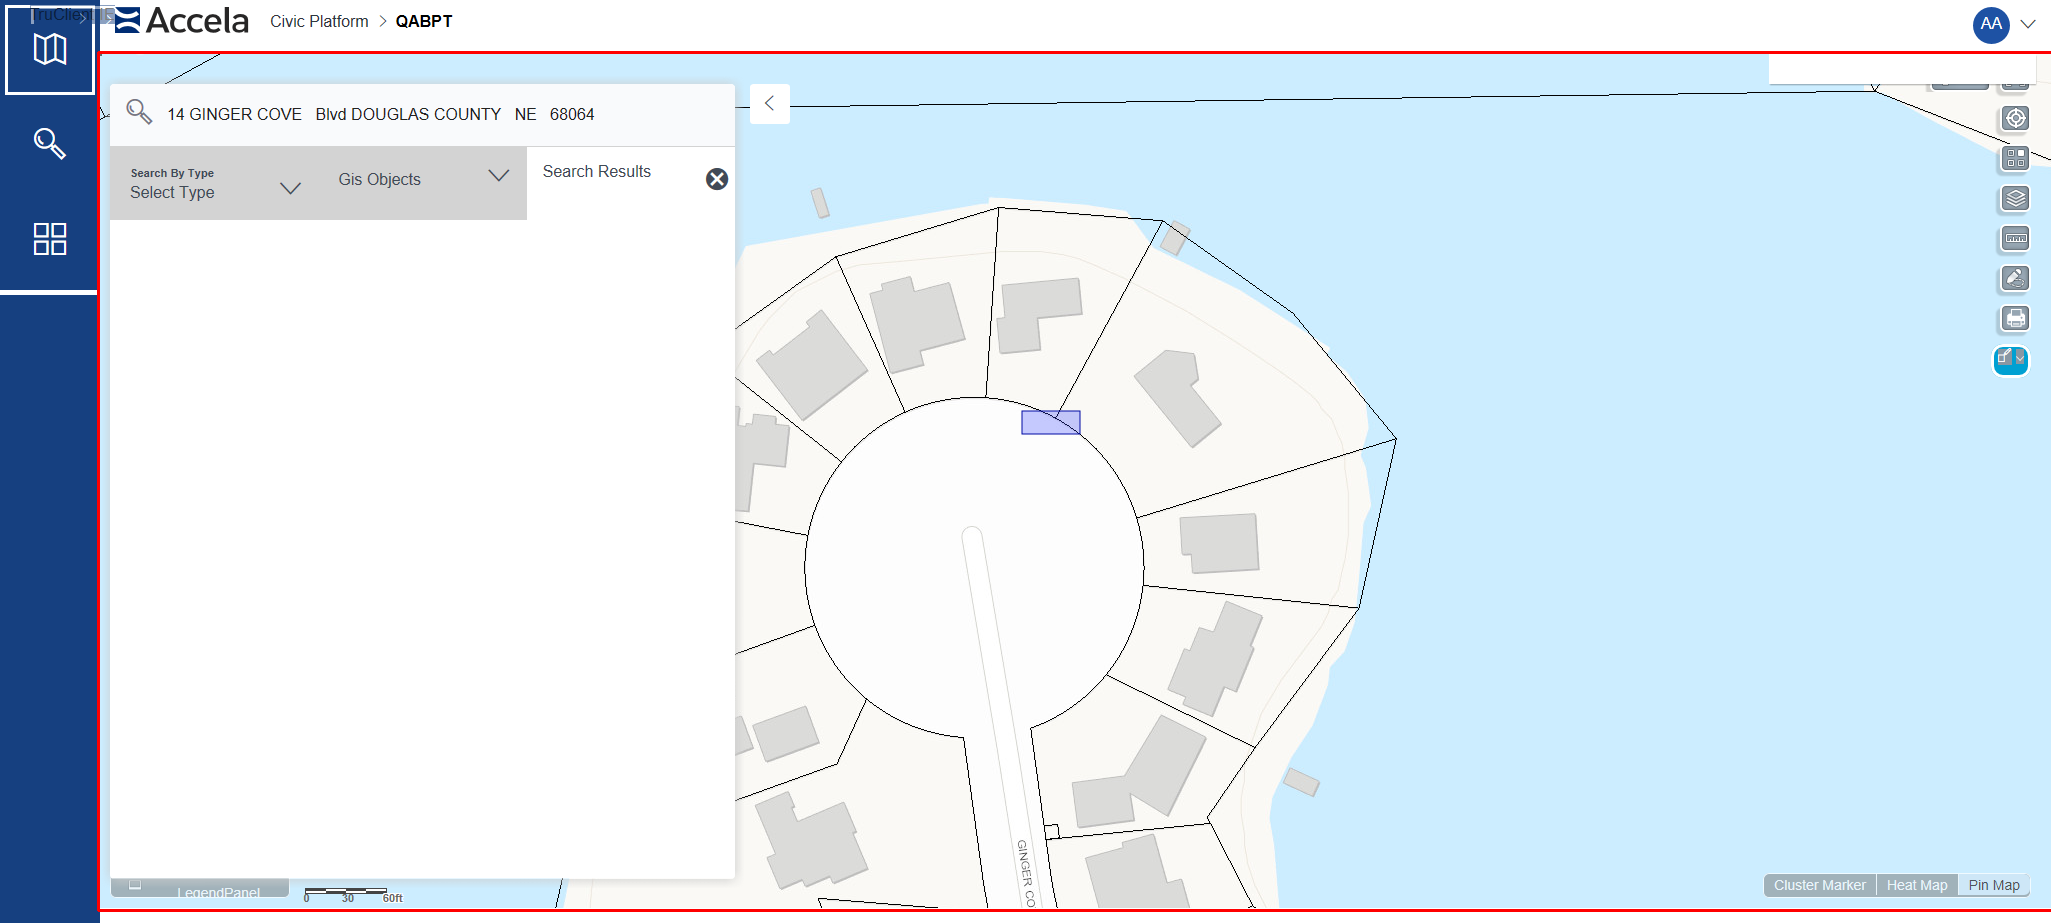 TruClient
Accela
Civic Platform > QABPT
AA
14 GINGER COVE Blvd DOUGLAS COUNTY NE 68064
Search By Type
Select Type
Gis Objects
Search Results
GINGER CO
LegendPanel
0 30 60ft
Cluster Marker
Heat Map
Pin Map